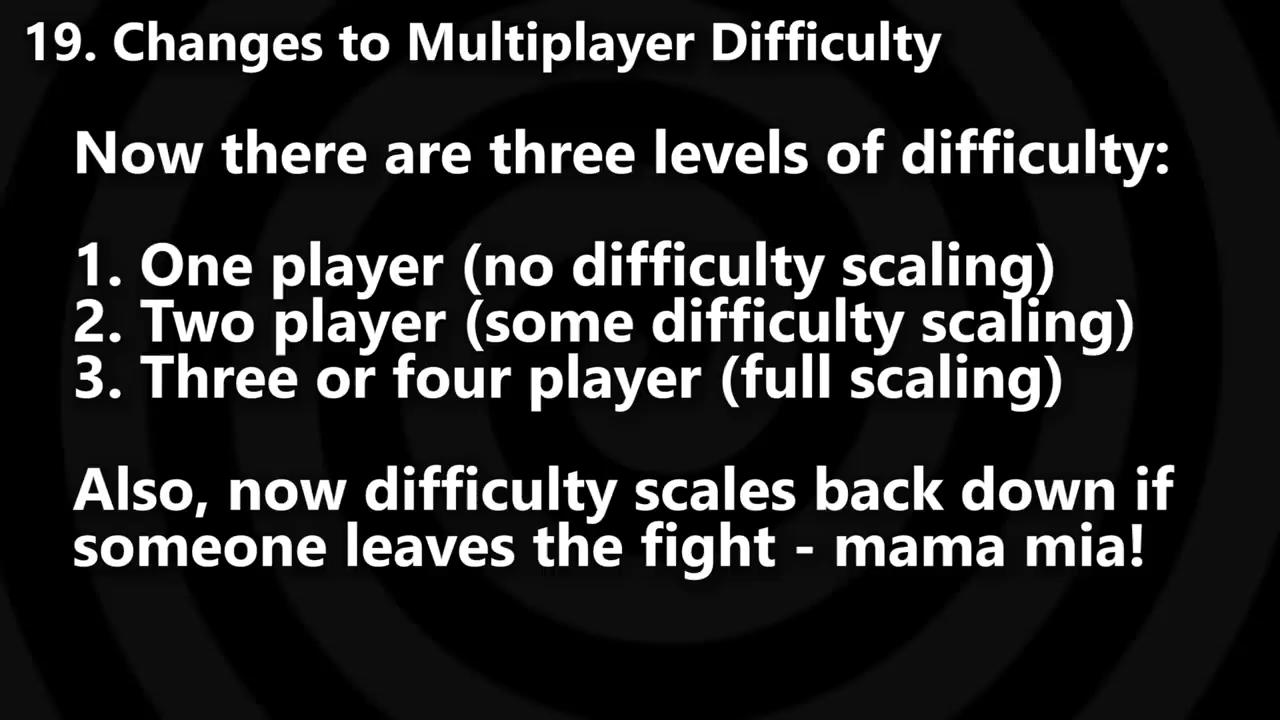 19. Changes to Multiplayer Difficulty
Now there are three levels of difficulty:
1. One player (no difficulty scaling)
2. Two player (some difficulty scaling)
3. Three or four player (full scaling)
Also, now difficulty scales back down if
someone leaves the fight - mama mia!